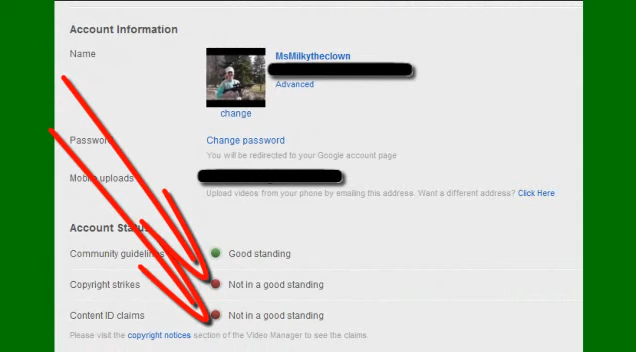 Account Information
Name
MsMilkytheclown
Advanced
change
Password
Change password
You will be redirected to your Google account page
Mobile uploads
Upload videos from your phone by emailing this address. Want a different address? Click Here
Account Status
Community guidelines Good standing
Copyright strikes Not in a good standing
Content ID claims Not in a good standing
Please visit the copyright notices section of the Video Manager to see the claims.